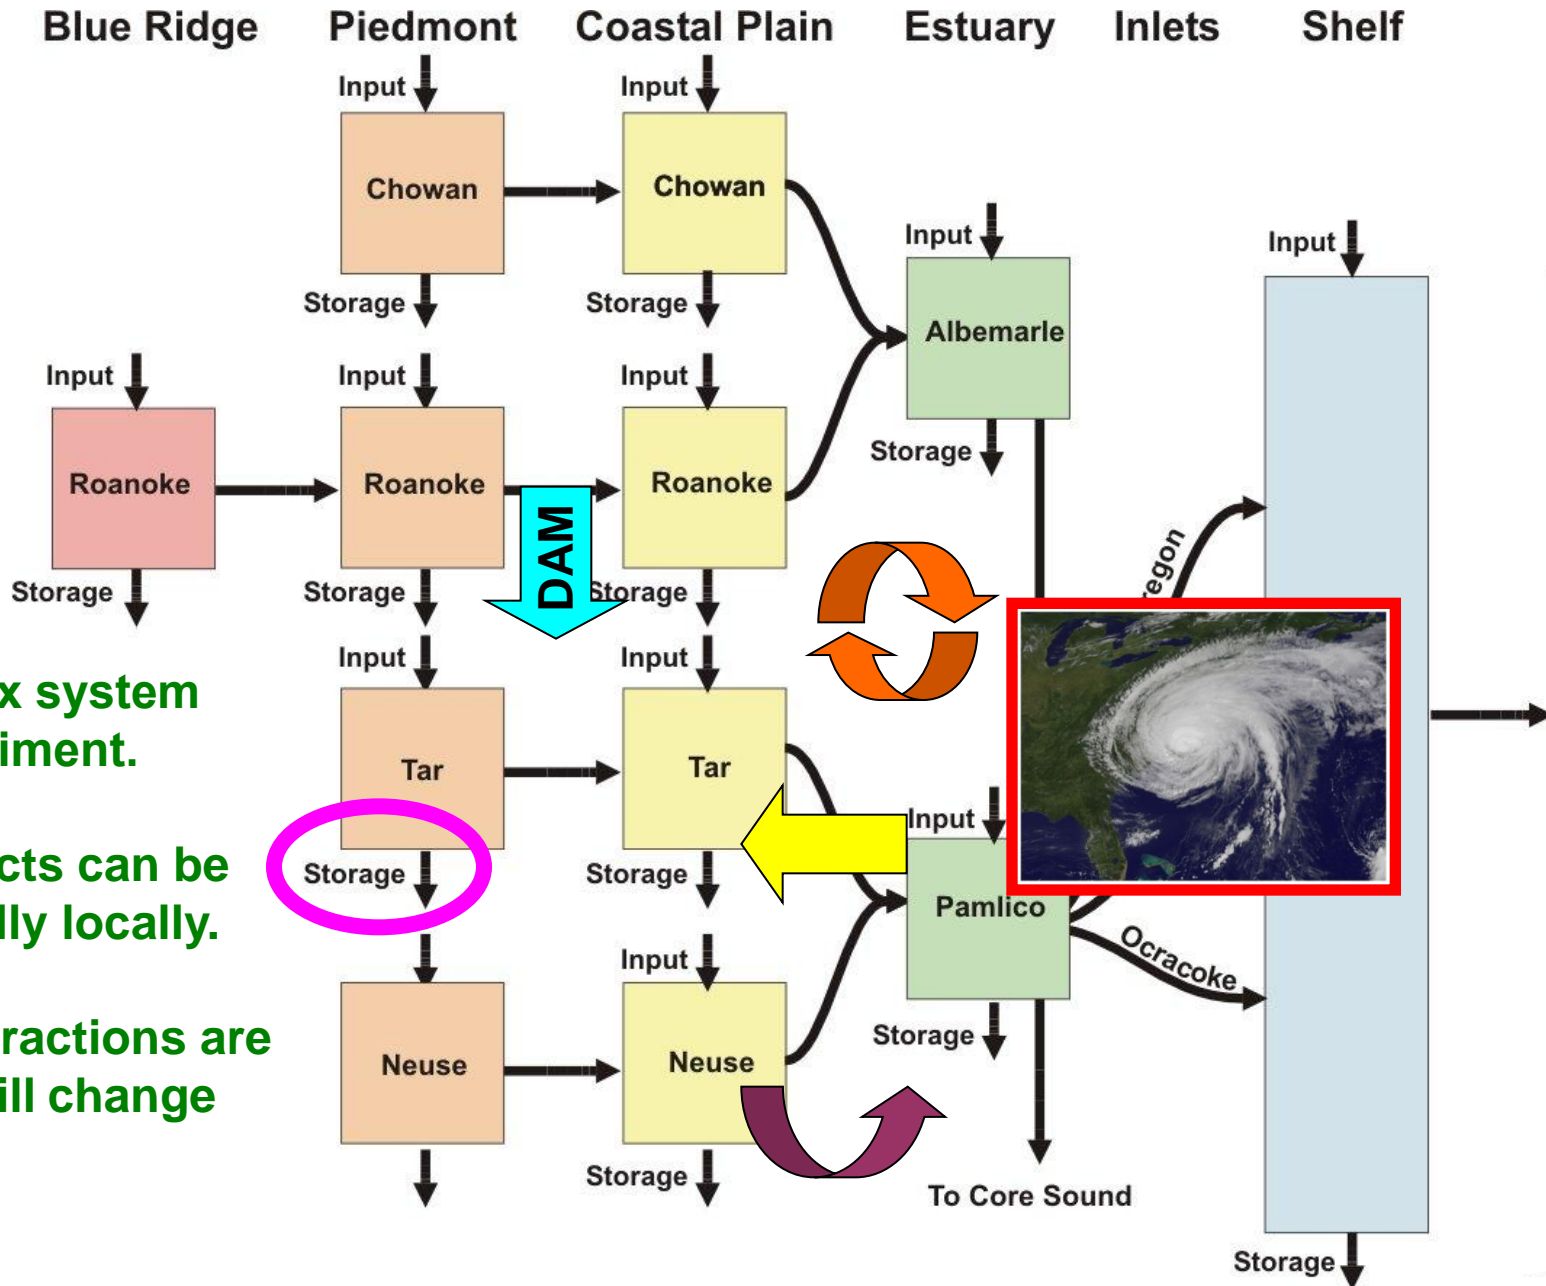 Blue Ridge Piedmont Coastal Plain Estuary Inlets Shelf
Input Input
Chowan Chowan
Storage Storage
Input
Albemarle
Storage
Input
Input Input Input
Roanoke Roanoke Roanoke
Storage Storage Storage
DAM
regon
Input Input
Tar Tar
Storage Storage
x system
iment.
cts can be
lly locally.
ractions are
ill change
Input
Pamlico
Storage
Ocracoke
Input
Neuse Neuse
Storage
To Core Sound
Storage